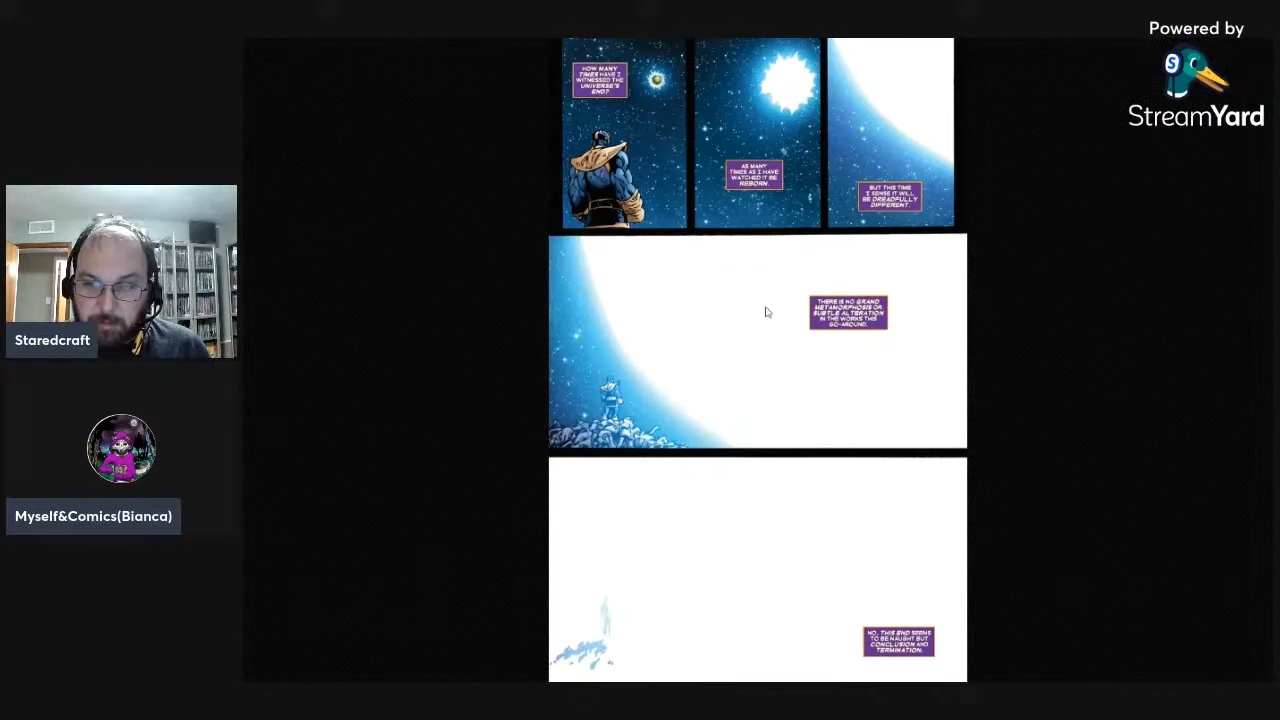 Powered by
StreamYard
HOW MANY
TIMES HAVE I
WITNESSED THE
UNIVERSE'S
END?
AS MANY
TIMES AS I HAVE
WATCHED IT BE
REBORN.
BUT THIS TIME
I SENSE IT WILL
BE DREADFULLY
DIFFERENT.
THERE IS NO GRAND
METAMORPHOSIS OR
SUBTLE ALTERATION
IN THE WORKS THIS
GO-AROUND.
NO, THIS END SEEMS
TO BE NAUGHT BUT
CONCLUSION AND
TERMINATION.
Staredcraft
Myself&Comics(Bianca)